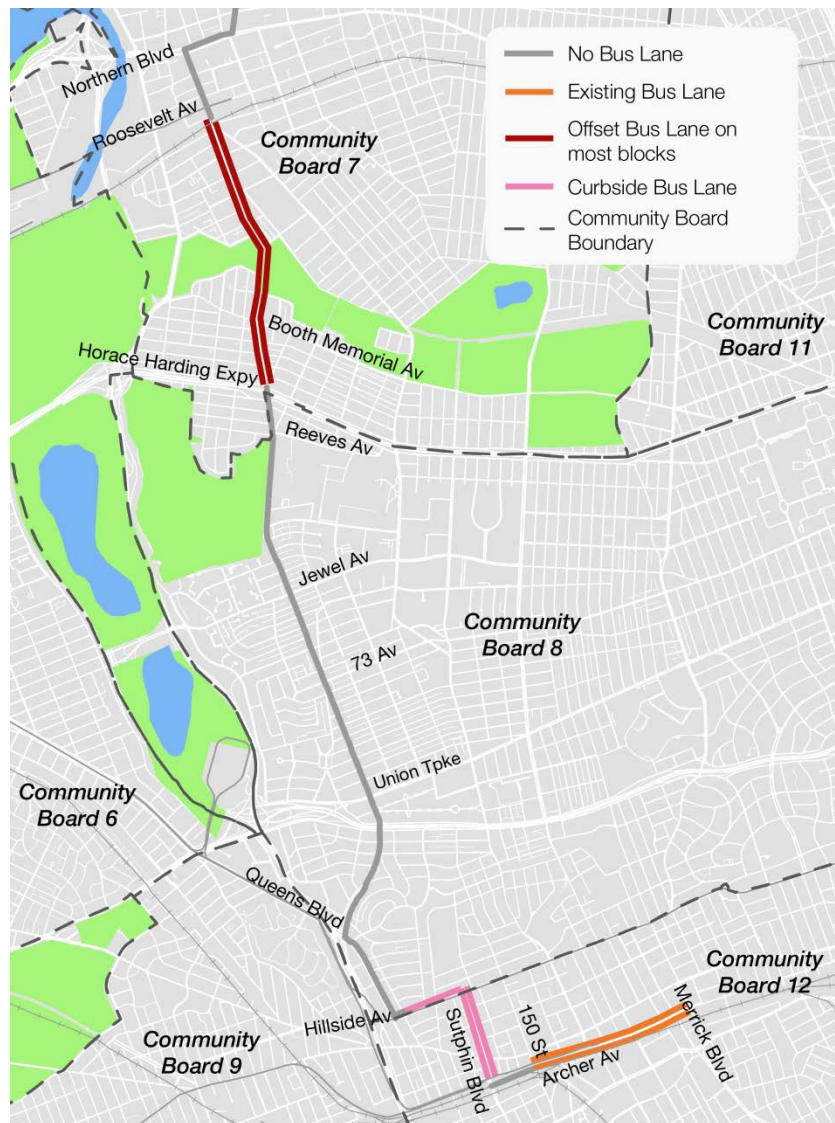 Northern Blvd
Roosevelt Av
Community
Board 7
No Bus Lane
Existing Bus Lane
Offset Bus Lane on
most blocks
Curbside Bus Lane
Community Board
Boundary
Booth Memorial Av
Horace Harding Expy
Community
Board 11
Reeves Av
Jewel Av
Community
Board 8
73 Av
Union Tpke
Community
Board 6
Queens Blvd
Community
Board 12
Hillside Av
Sutphin Blvd
150 St
Archer Av
Merrick Blvd
Community
Board 9